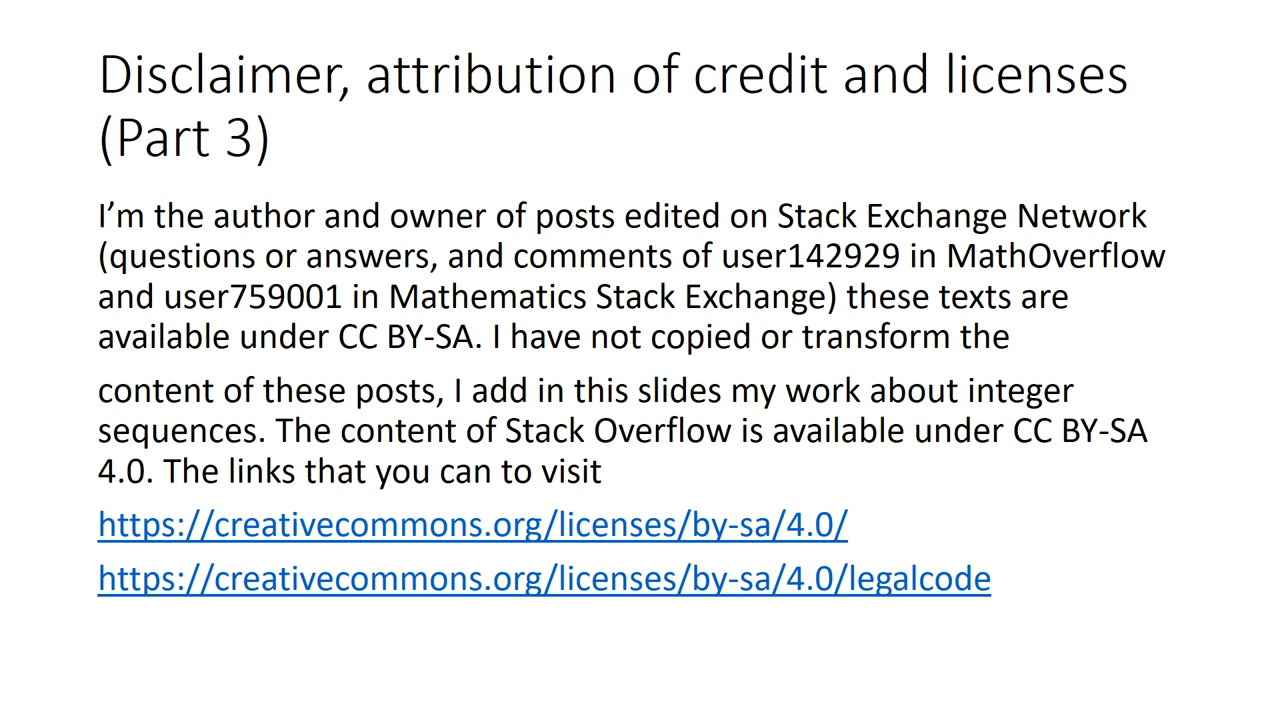 Disclaimer, attribution of credit and licenses
(Part 3)
I’m the author and owner of posts edited on Stack Exchange Network
(questions or answers, and comments of user142929 in MathOverflow
and user759001 in Mathematics Stack Exchange) these texts are
available under CC BY-SA. I have not copied or transform the
content of these posts, I add in this slides my work about integer
sequences. The content of Stack Overflow is available under CC BY-SA
4.0. The links that you can to visit
https://creativecommons.org/licenses/by-sa/4.0/
https://creativecommons.org/licenses/by-sa/4.0/legalcode